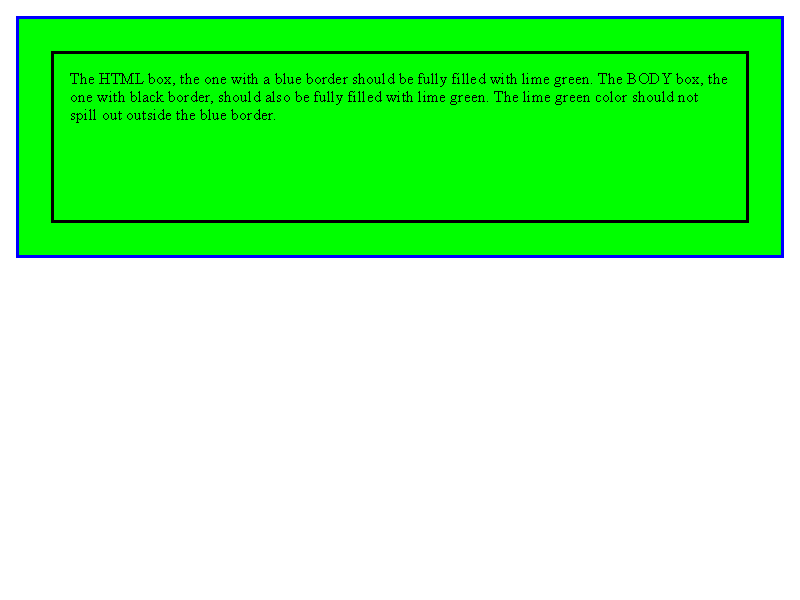 The HTML box, the one with a blue border should be fully filled with lime green. The BODY box, the
one with black border, should also be fully filled with lime green. The lime green color should not
spill out outside the blue border.